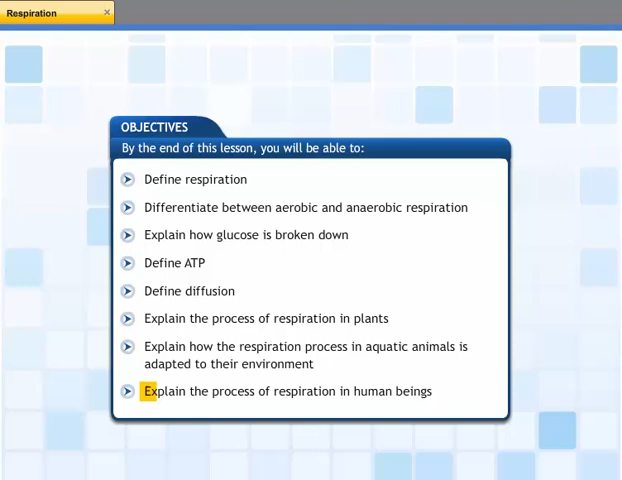 Respiration
OBJECTIVES
By the end of this lesson, you will be able to:
Define respiration
Differentiate between aerobic and anaerobic respiration
Explain how glucose is broken down
Define ATP
Define diffusion
Explain the process of respiration in plants
Explain how the respiration process in aquatic animals is
adapted to their environment
Explain the process of respiration in human beings